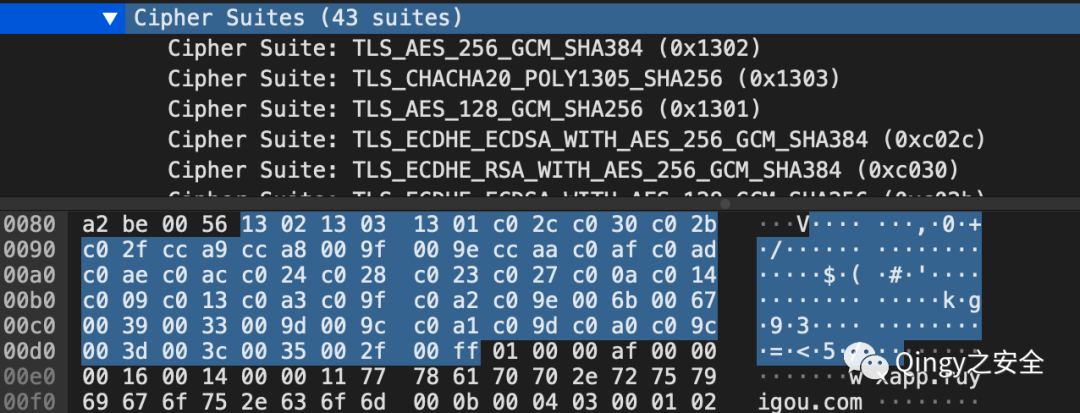 ▼ Cipher Suites (43 suites)
Cipher Suite: TLS_AES_256_GCM_SHA384 (0x1302)
Cipher Suite: TLS_CHACHA20_POLY1305_SHA256 (0x1303)
Cipher Suite: TLS_AES_128_GCM_SHA256 (0x1301)
Cipher Suite: TLS_ECDHE_ECDSA_WITH_AES_256_GCM_SHA384 (0xc02c)
Cipher Suite: TLS_ECDHE_RSA_WITH_AES_256_GCM_SHA384 (0xc030)
Cipher Suite: TLS_ECDHE_ECDSA_WITH_AES_128_GCM_SHA256 (0xc02b)
0080 a2 be 00 56 13 02 13 03 13 01 c0 2c c0 30 c0 2b ···V···· ···,·0·+
0090 c0 2f cc a9 cc a8 00 9f 00 9e cc aa c0 af c0 ad ·/······ ········
00a0 c0 ae c0 ac c0 24 c0 28 c0 23 c0 27 c0 0a c0 14 ·····$·( ·#·'····
00b0 c0 09 c0 13 c0 a3 c0 9f c0 a2 c0 9e 00 6b 00 67 ········ ·····k·g
00c0 00 39 00 33 00 9d 00 9c c0 a1 c0 9d c0 a0 c0 9c ·9·3···· ········
00d0 00 3d 00 3c 00 35 00 2f 00 ff 01 00 00 af 00 00 ·=·<·5
00e0 00 16 00 14 00 00 11 77 78 61 70 70 2e 72 75 79 ·······w xapp.ruy
00f0 69 67 6f 75 2e 63 6f 6d 00 0b 00 04 03 00 01 02 igou.com ········
Qingy之安全